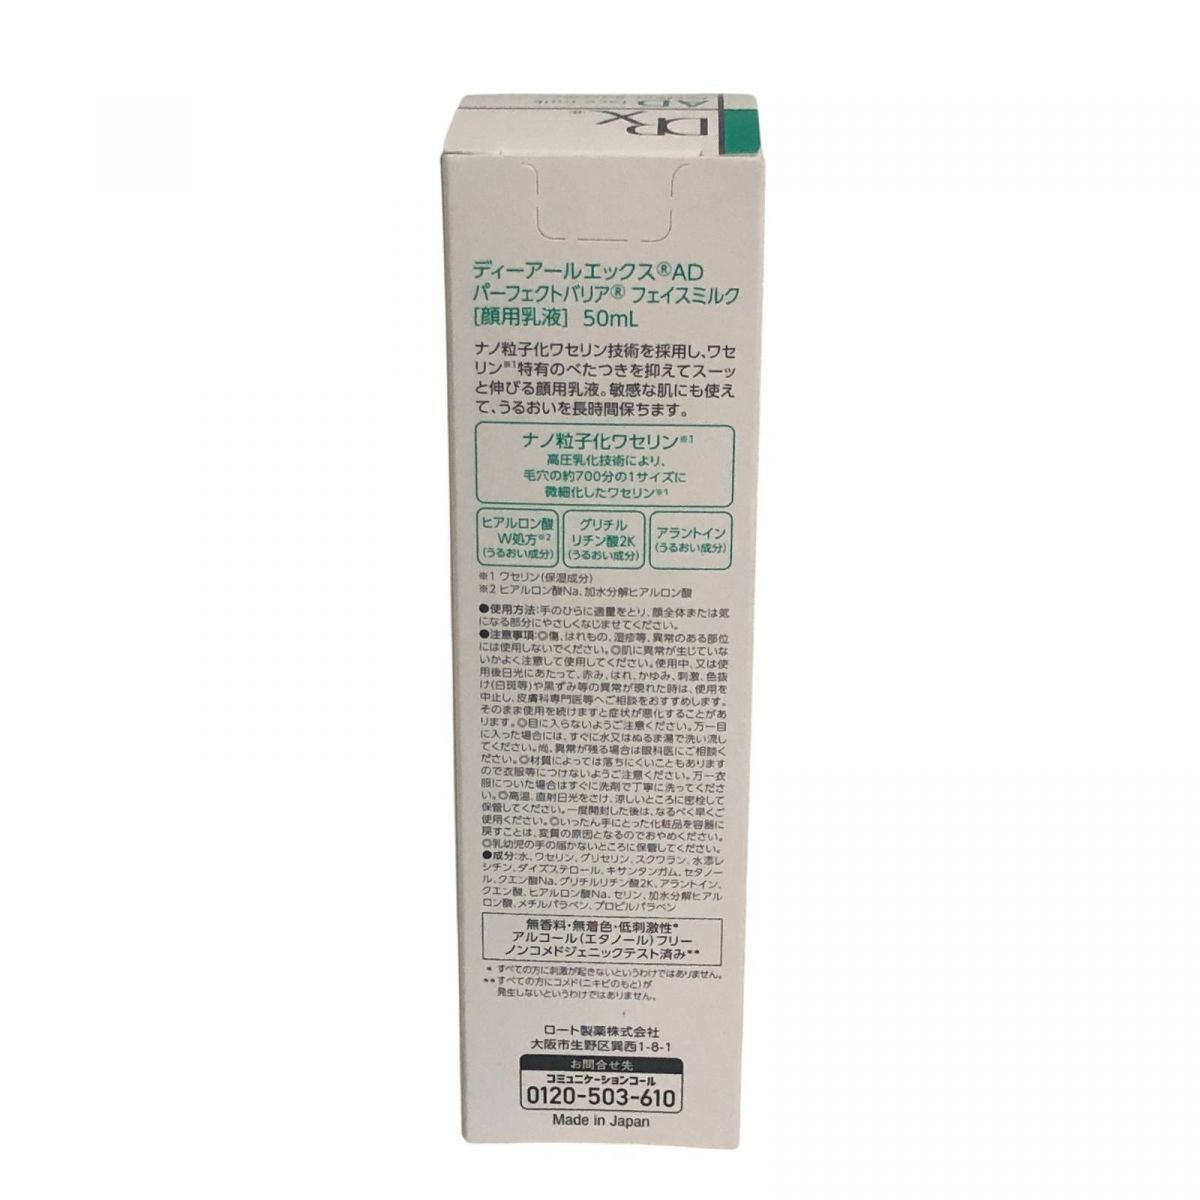 DRX®
AD
ディーアールエックス®AD
パーフェクトバリア® フェイスミルク
[顔用乳液] 50mL
ナノ粒子化ワセリン技術を採用し、ワセ
リン※1特有のべたつきを抑えてスーッ
と伸びる顔用乳液。敏感な肌にも使え
て、うるおいを長時間保ちます。
ナノ粒子化ワセリン※1
高圧乳化技術により、
毛穴の約700分の1サイズに
微細化したワセリン※1
ヒアルロン酸
W処方※2
(うるおい成分)
グリチル
リチン酸2K
(うるおい成分)
アラントイン
(うるおい成分)
※1 ワセリン(保湿成分)
※2 ヒアルロン酸Na、加水分解ヒアルロン酸
●使用方法:手のひらに適量をとり、顔全体または気
になる部分にやさしくなじませてください。
●注意事項:◎傷、はれもの、湿疹等、異常のある部位
には使用しないでください。◎肌に異常が生じていな
いかよく注意して使用してください。使用中、又は使
用後日光にあたって、赤み、はれ、かゆみ、刺激、色抜
け(白斑等)や黒ずみ等の異常が現れた時は、使用を
中止し、皮膚科専門医等へご相談をおすすめします。
そのまま使用を続けますと症状が悪化することがあ
ります。◎目に入らないようご注意ください。万一目
に入った場合には、すぐに水又はぬるま湯で洗い流し
てください。尚、異常が残る場合は眼科医にご相談く
ださい。◎材質によっては落ちにくいこともあります
ので衣服等につけないようご注意ください。万一衣
服についた場合はすぐに洗剤で丁寧に洗ってくださ
い。◎高温、直射日光をさけ、涼しいところに密栓して
保管してください。一度開封した後は、なるべく早くご
使用ください。◎いったん手にとった化粧品を容器に
戻すことは、変質の原因となるのでおやめください。
◎乳幼児の手の届かないところに保管してください。
●成分:水、ワセリン、グリセリン、スクワラン、水添レ
シチン、ダイズステロール、キサンタンガム、セタノー
ル、クエン酸Na、グリチルリチン酸2K、アラントイン、
クエン酸、ヒアルロン酸Na、セリン、加水分解ヒアル
ロン酸、メチルパラベン、プロピルパラベン
無香料・無着色・低刺激性*
アルコール(エタノール)フリー
ノンコメドジェニックテスト済み**
* すべての方に刺激が起きないというわけではありません。
**すべての方にコメド(ニキビのもと)が
発生しないというわけではありません。
ロート製薬株式会社
大阪市生野区巽西1-8-1
お問合せ先
コミュニケーションコール
0120-503-610
Made in Japan